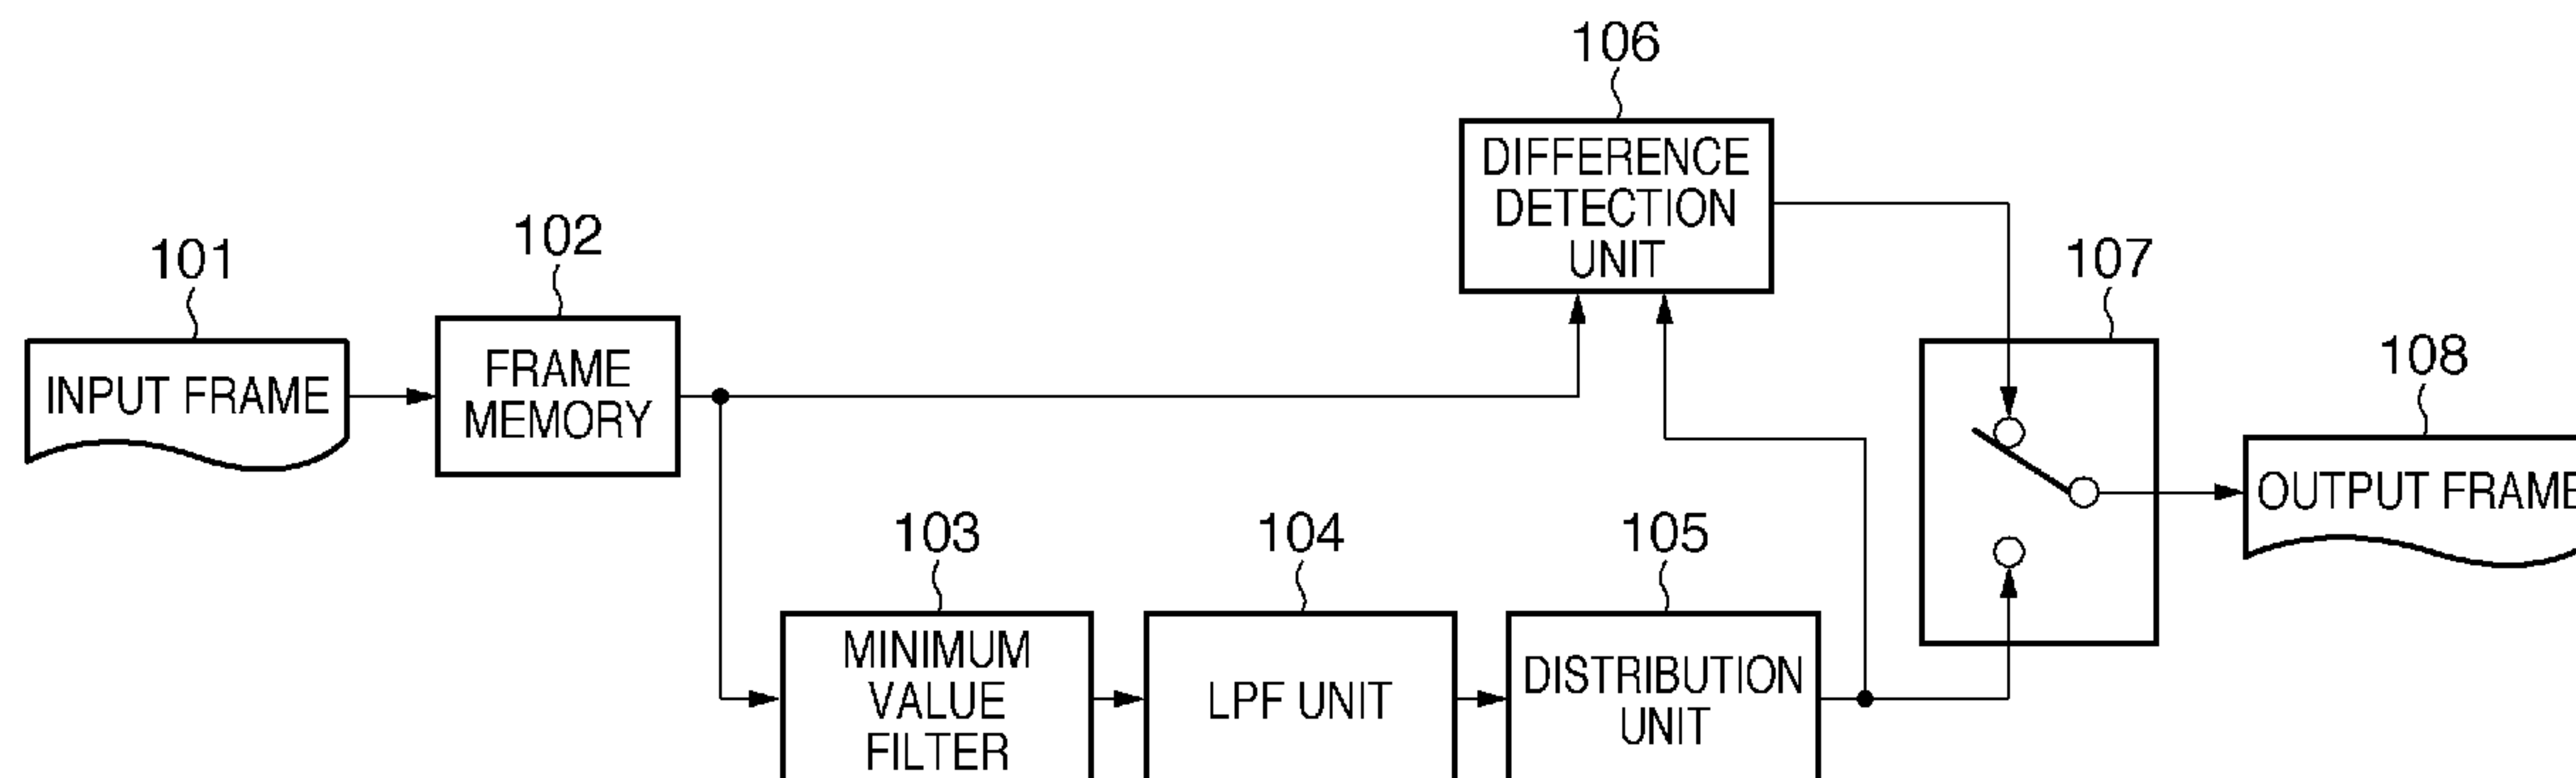 106
DIFFERENCE
DETECTION
UNIT
101
INPUT FRAME
102
FRAME
MEMORY
107
108
OUTPUT FRAME
103
MINIMUM
VALUE
FILTER
104
LPF UNIT
105
DISTRIBUTION
UNIT